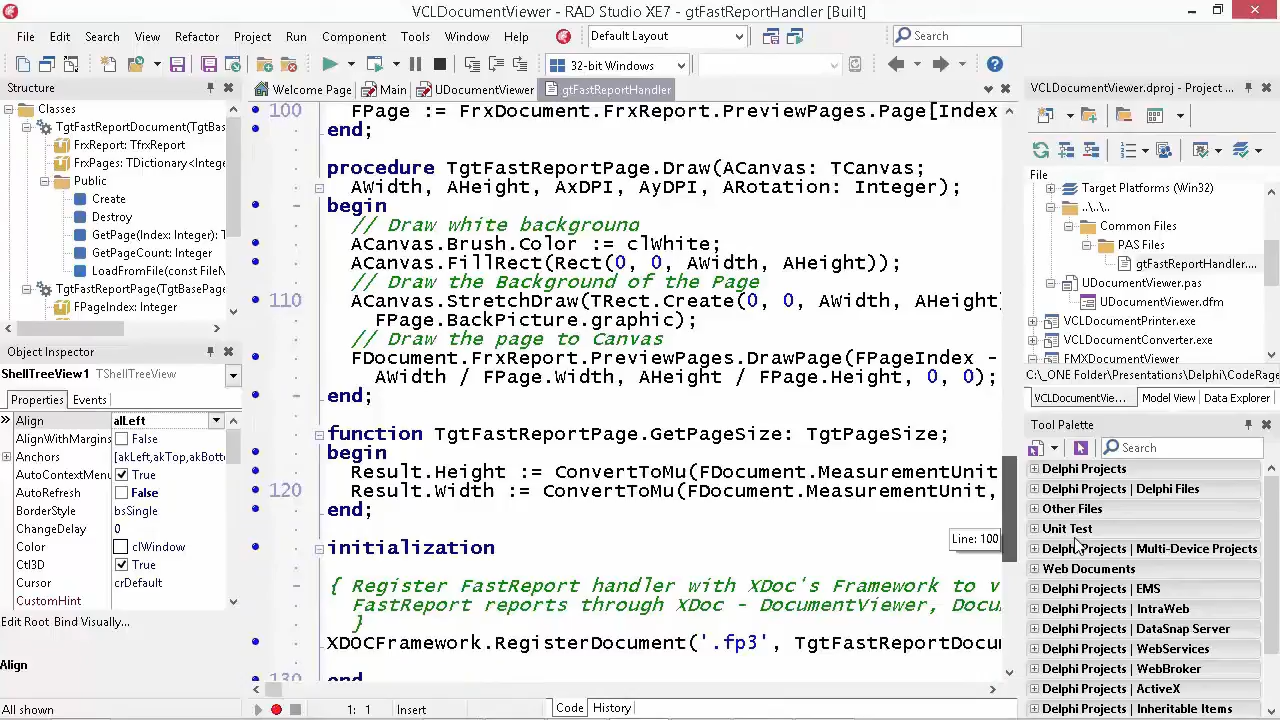 VCLDocumentViewer - RAD Studio XE7 - gtFastReportHandler [Built]
File Edit Search View Refactor Project Run Component Tools Window Help Default Layout Search
32-bit Windows
Structure
Classes
TgtFastReportDocument(TgtBas
FrxReport: TfrxReport
FrxPages: TDictionary<Intege
Public
Create
Destroy
GetPage(Index: Integer): T
GetPageCount: Integer
LoadFromFile(const FileN
TgtFastReportPage(TgtBasePag
FPageIndex: Integer
Object Inspector
ShellTreeView1 TShellTreeView
Properties Events
Align alLeft
AlignWithMargins False
Anchors [akLeft,akTop,akBott
AutoContextMenu True
AutoRefresh False
BorderStyle bsSingle
ChangeDelay 0
Color clWindow
Ctl3D True
Cursor crDefault
CustomHint
Edit Root Bind Visually...
Align
All shown
Welcome Page Main UDocumentViewer gtFastReportHandler
100 FPage := FrxDocument.FrxReport.PreviewPages.Page[Index
end;
procedure TgtFastReportPage.Draw(ACanvas: TCanvas;
AWidth, AHeight, AxDPI, AyDPI, ARotation: Integer);
begin
// Draw white background
ACanvas.Brush.Color := clWhite;
ACanvas.FillRect(Rect(0, 0, AWidth, AHeight));
// Draw the Background of the Page
110 ACanvas.StretchDraw(TRect.Create(0, 0, AWidth, AHeight)
FPage.BackPicture.graphic);
// Draw the page to Canvas
FDocument.FrxReport.PreviewPages.DrawPage(FPageIndex -
AWidth / FPage.Width, AHeight / FPage.Height, 0, 0);
end;
function TgtFastReportPage.GetPageSize: TgtPageSize;
begin
Result.Height := ConvertToMu(FDocument.MeasurementUnit
120 Result.Width := ConvertToMu(FDocument.MeasurementUnit,
end;
initialization
Line: 100
{ Register FastReport handler with XDoc's Framework to v
FastReport reports through XDoc - DocumentViewer, Docu
}
XDOCFramework.RegisterDocument('.fp3', TgtFastReportDocu
130 end
1: 1 Insert Code History
VCLDocumentViewer.dproj - Project ...
File
Target Platforms (Win32)
..\..\..
Common Files
PAS Files
gtFastReportHandler....
UDocumentViewer.pas
UDocumentViewer.dfm
VCLDocumentPrinter.exe
VCLDocumentConverter.exe
FMXDocumentViewer
C:\_ONE Folder\Presentations\Delphi\CodeRag
VCLDocumentVie... Model View Data Explorer
Tool Palette
Search
Delphi Projects
Delphi Projects | Delphi Files
Other Files
Unit Test
Delphi Projects | Multi-Device Projects
Web Documents
Delphi Projects | EMS
Delphi Projects | IntraWeb
Delphi Projects | DataSnap Server
Delphi Projects | WebServices
Delphi Projects | WebBroker
Delphi Projects | ActiveX
Delphi Projects | Inheritable Items